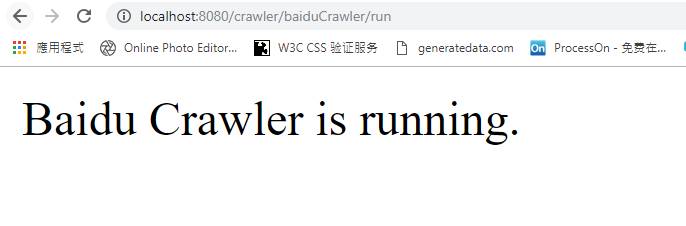 localhost:8080/crawler/baiduCrawler/run
應用程式 Online Photo Editor... W3C CSS 验证服务 generatedata.com On ProcessOn - 免费在...
Baidu Crawler is running.